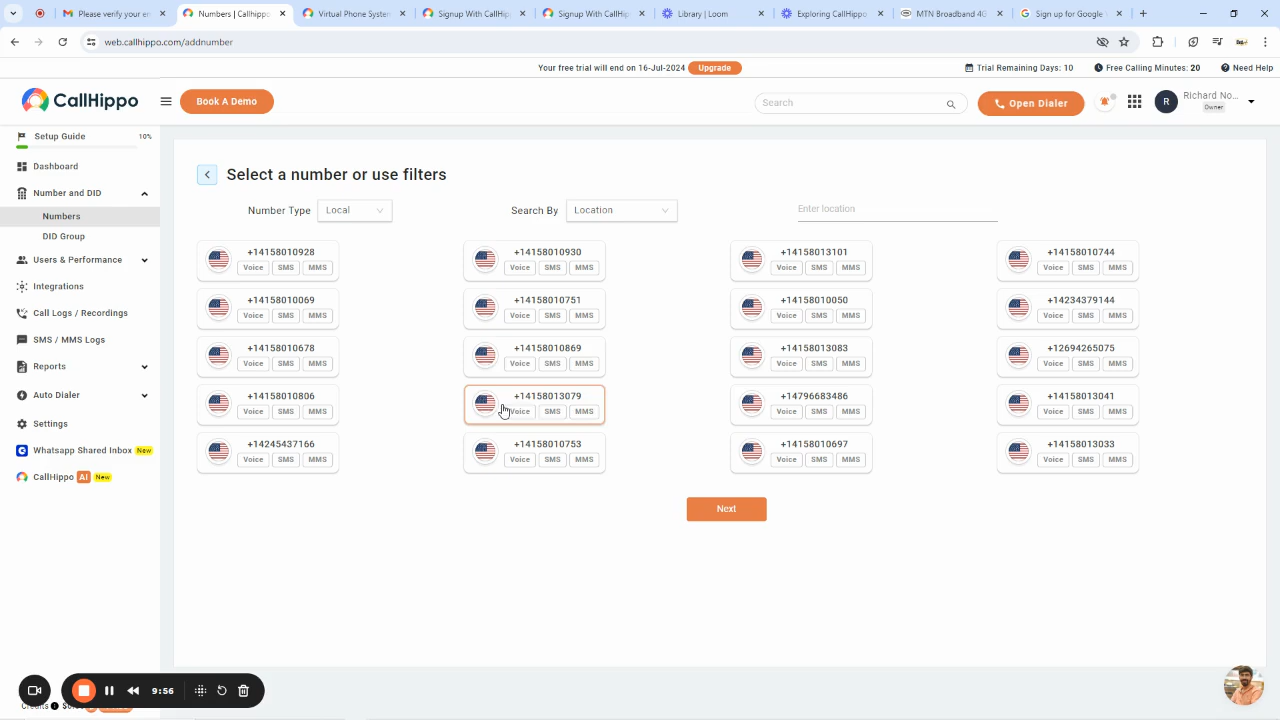 Please verify your en
Numbers | Callhippo
Virtual Phone System
Signup With CallHip
Signup With CallHip
Library | Loom
Exploring CallHippo
MTN Broadband 4G
Sign up for Google
web.callhippo.com/addnumber
Your free trial will end on 16-Jul-2024 Upgrade
Trial Remaining Days: 10
Free Calling Minutes: 20
Need Help
CallHippo
Book A Demo
Search
Open Dialer
R
Richard No...
Owner
Setup Guide 10%
Dashboard
Number and DID
Numbers
DID Group
Users & Performance
Integrations
Call Logs / Recordings
SMS / MMS Logs
Reports
Auto Dialer
Settings
Whatsapp Shared Inbox New
CallHippo AI New
Select a number or use filters
Number Type Local Search By Location Enter location
+14158010928 +14158010930 +14158013101 +14158010744
Voice SMS MMS Voice SMS MMS Voice SMS MMS Voice SMS MMS
+14158010069 +14158010751 +14158010050 +14234379144
Voice SMS MMS Voice SMS MMS Voice SMS MMS Voice SMS MMS
+14158010678 +14158010869 +14158013083 +12694265075
Voice SMS MMS Voice SMS MMS Voice SMS MMS Voice SMS MMS
+14158010806 +14158013079 +14796683486 +14158013041
Voice SMS MMS Voice SMS MMS Voice SMS MMS Voice SMS MMS
+14245437166 +14158010753 +14158010697 +14158013033
Voice SMS MMS Voice SMS MMS Voice SMS MMS Voice SMS MMS
Next
9:56
Credits